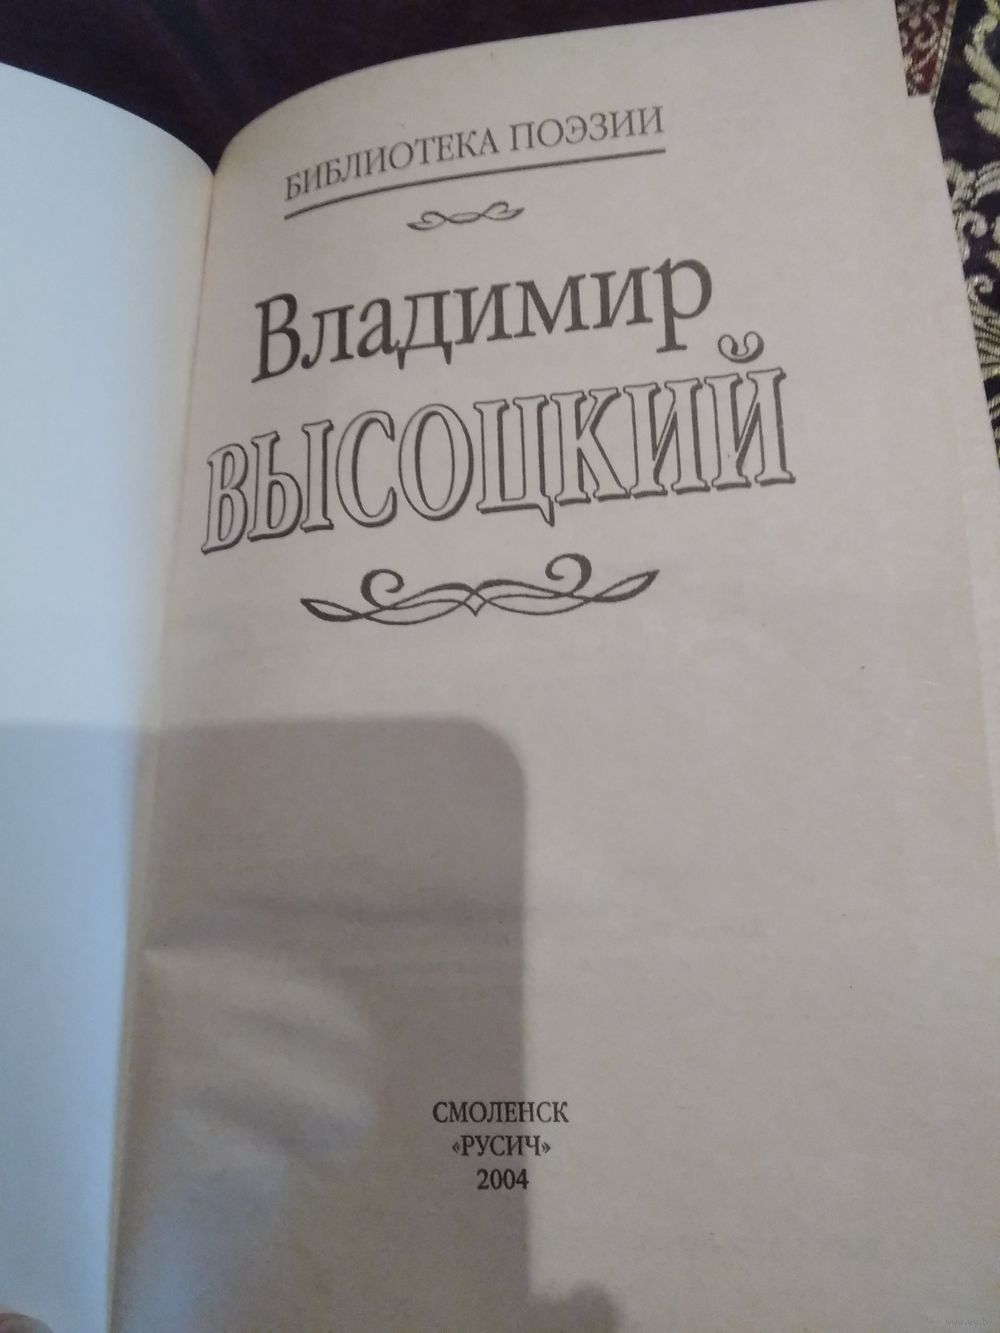 БИБЛИОТЕКА ПОЭЗИИ
Владимир
ВЫСОЦКИЙ
СМОЛЕНСК
«РУСИЧ»
2004